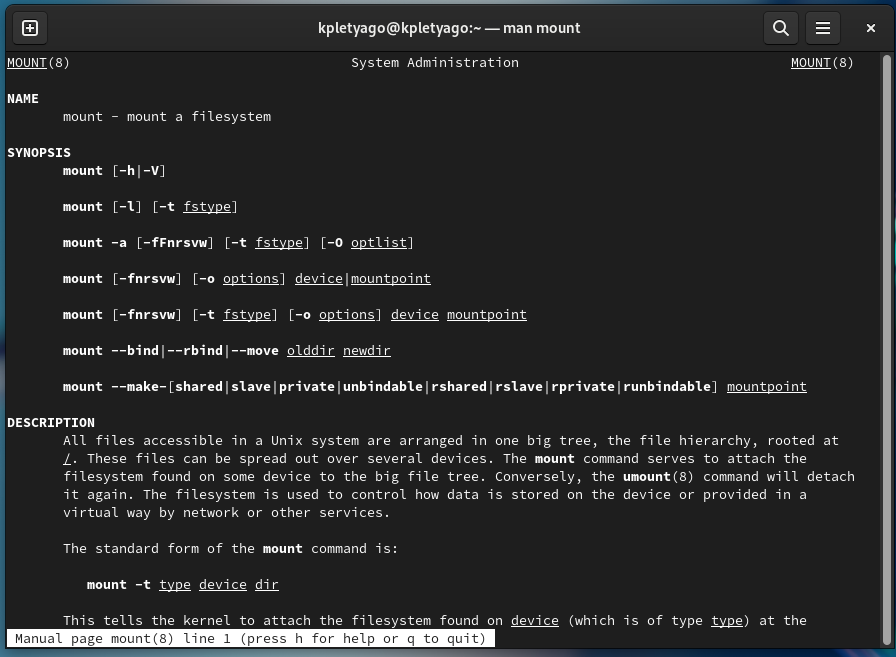 kpletyago@kpletyago:~ — man mount
MOUNT(8) System Administration MOUNT(8)
NAME
mount - mount a filesystem
SYNOPSIS
mount [-h|-V]
mount [-l] [-t fstype]
mount -a [-fFnrsvw] [-t fstype] [-O optlist]
mount [-fnrsvw] [-o options] device|mountpoint
mount [-fnrsvw] [-t fstype] [-o options] device mountpoint
mount --bind|--rbind|--move olddir newdir
mount --make-[shared|slave|private|unbindable|rshared|rslave|rprivate|runbindable] mountpoint
DESCRIPTION
All files accessible in a Unix system are arranged in one big tree, the file hierarchy, rooted at
/. These files can be spread out over several devices. The mount command serves to attach the
filesystem found on some device to the big file tree. Conversely, the umount(8) command will detach
it again. The filesystem is used to control how data is stored on the device or provided in a
virtual way by network or other services.
The standard form of the mount command is:
mount -t type device dir
This tells the kernel to attach the filesystem found on device (which is of type type) at the
Manual page mount(8) line 1 (press h for help or q to quit)